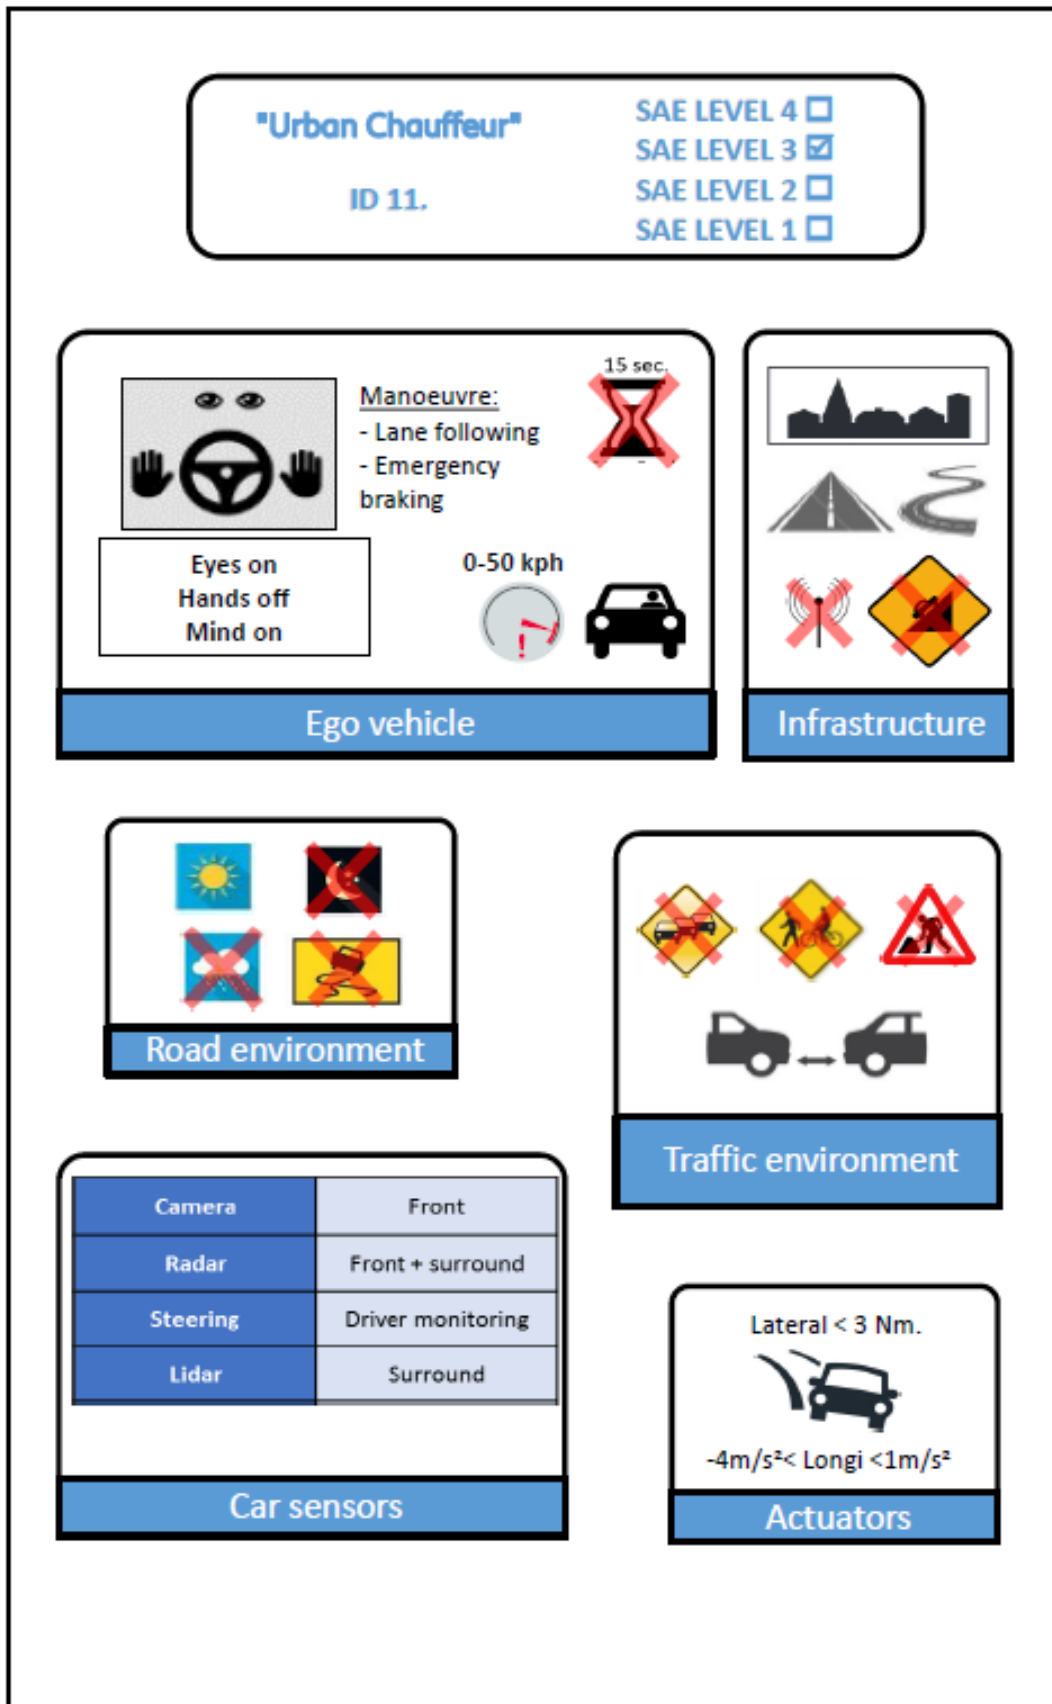 "Urban Chauffeur"
ID 11.
SAE LEVEL 4 ☐
SAE LEVEL 3 ☑
SAE LEVEL 2 ☐
SAE LEVEL 1 ☐
15 sec.
Manoeuvre:
- Lane following
- Emergency
braking
Eyes on
Hands off
Mind on
0-50 kph
!
Ego vehicle
Infrastructure
Road environment
Traffic environment
Camera Front
Radar Front + surround
Steering Driver monitoring
Lidar Surround
Car sensors
Lateral < 3 Nm.
-4m/s²< Longi <1m/s²
Actuators